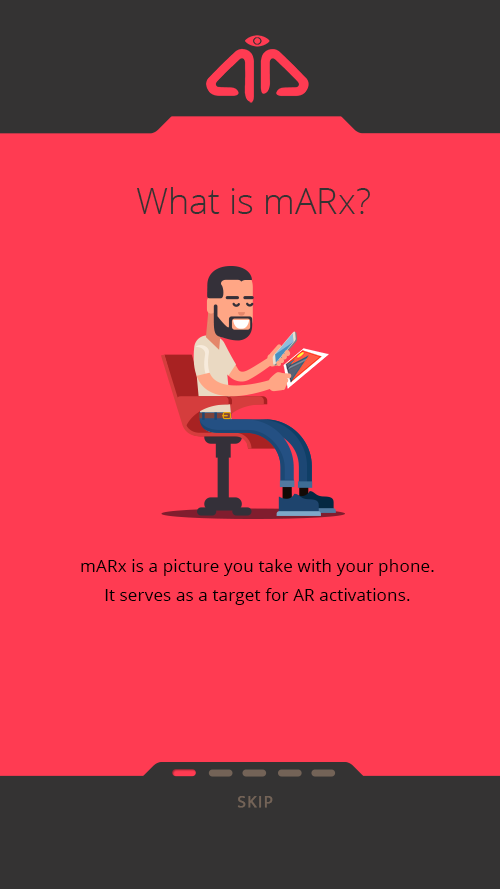 What is mARx?
mARx is a picture you take with your phone.
It serves as a target for AR activations.
SKIP